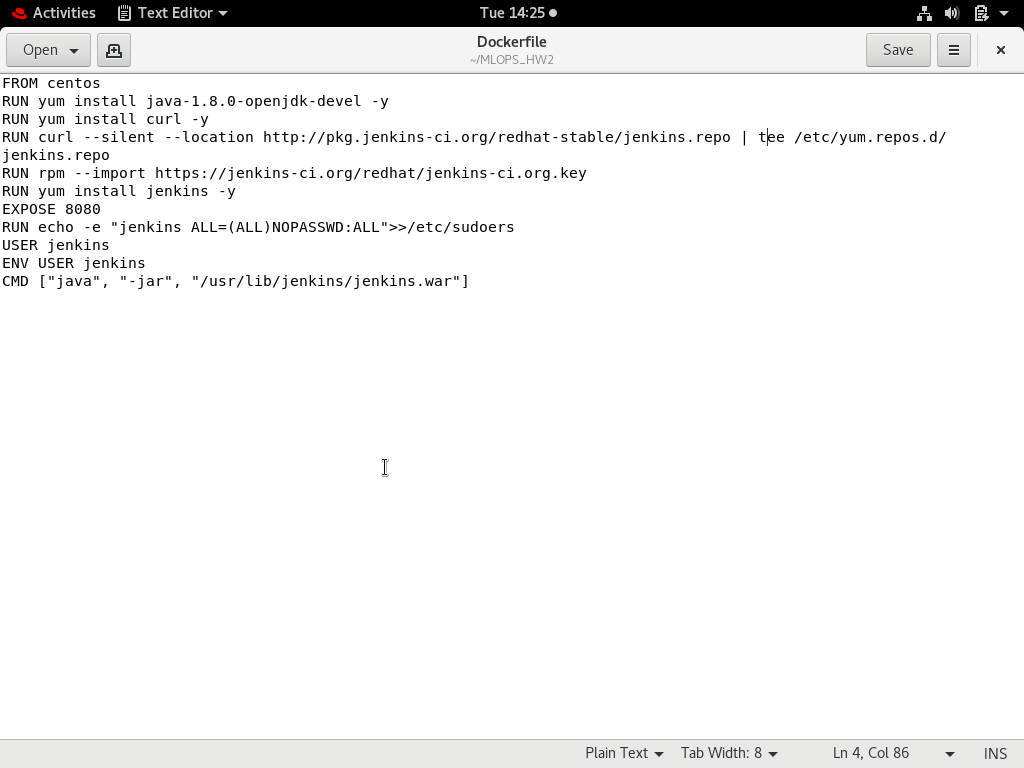 Activities Text Editor Tue 14:25
Open Dockerfile Save
~/MLOPS_HW2
FROM centos
RUN yum install java-1.8.0-openjdk-devel -y
RUN yum install curl -y
RUN curl --silent --location http://pkg.jenkins-ci.org/redhat-stable/jenkins.repo | tee /etc/yum.repos.d/
jenkins.repo
RUN rpm --import https://jenkins-ci.org/redhat/jenkins-ci.org.key
RUN yum install jenkins -y
EXPOSE 8080
RUN echo -e "jenkins ALL=(ALL)NOPASSWD:ALL">>/etc/sudoers
USER jenkins
ENV USER jenkins
CMD ["java", "-jar", "/usr/lib/jenkins/jenkins.war"]
Plain Text Tab Width: 8 Ln 4, Col 86 INS